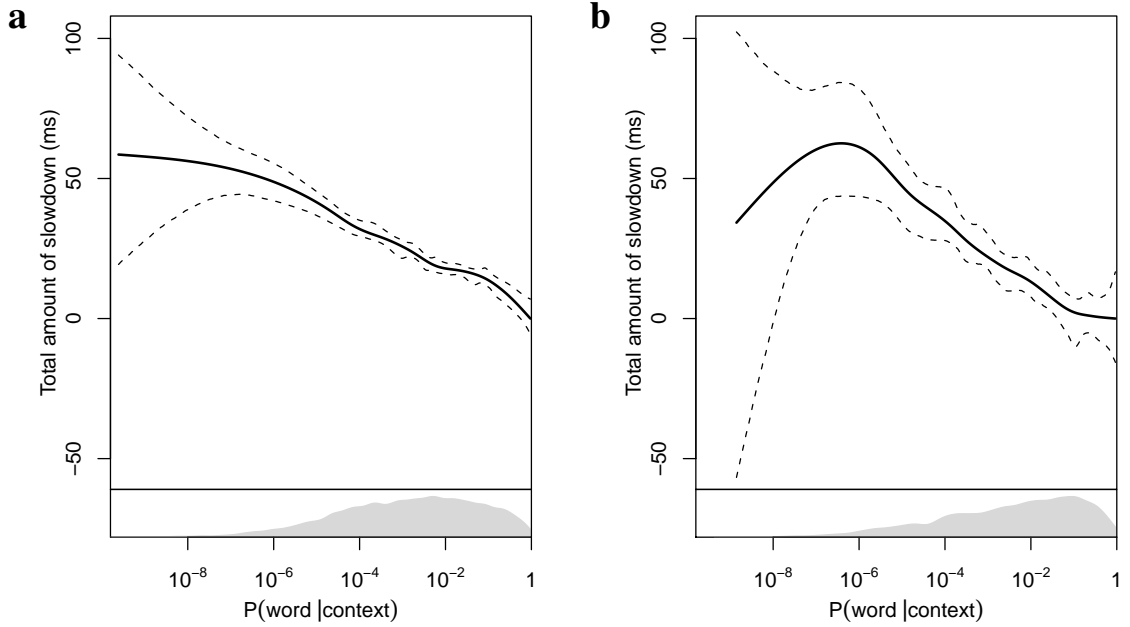 a
Total amount of slowdown (ms)
100
50
0
−50
10⁻⁸ 10⁻⁶ 10⁻⁴ 10⁻² 1
P(word |context)
b
Total amount of slowdown (ms)
100
50
0
−50
10⁻⁸ 10⁻⁶ 10⁻⁴ 10⁻² 1
P(word |context)